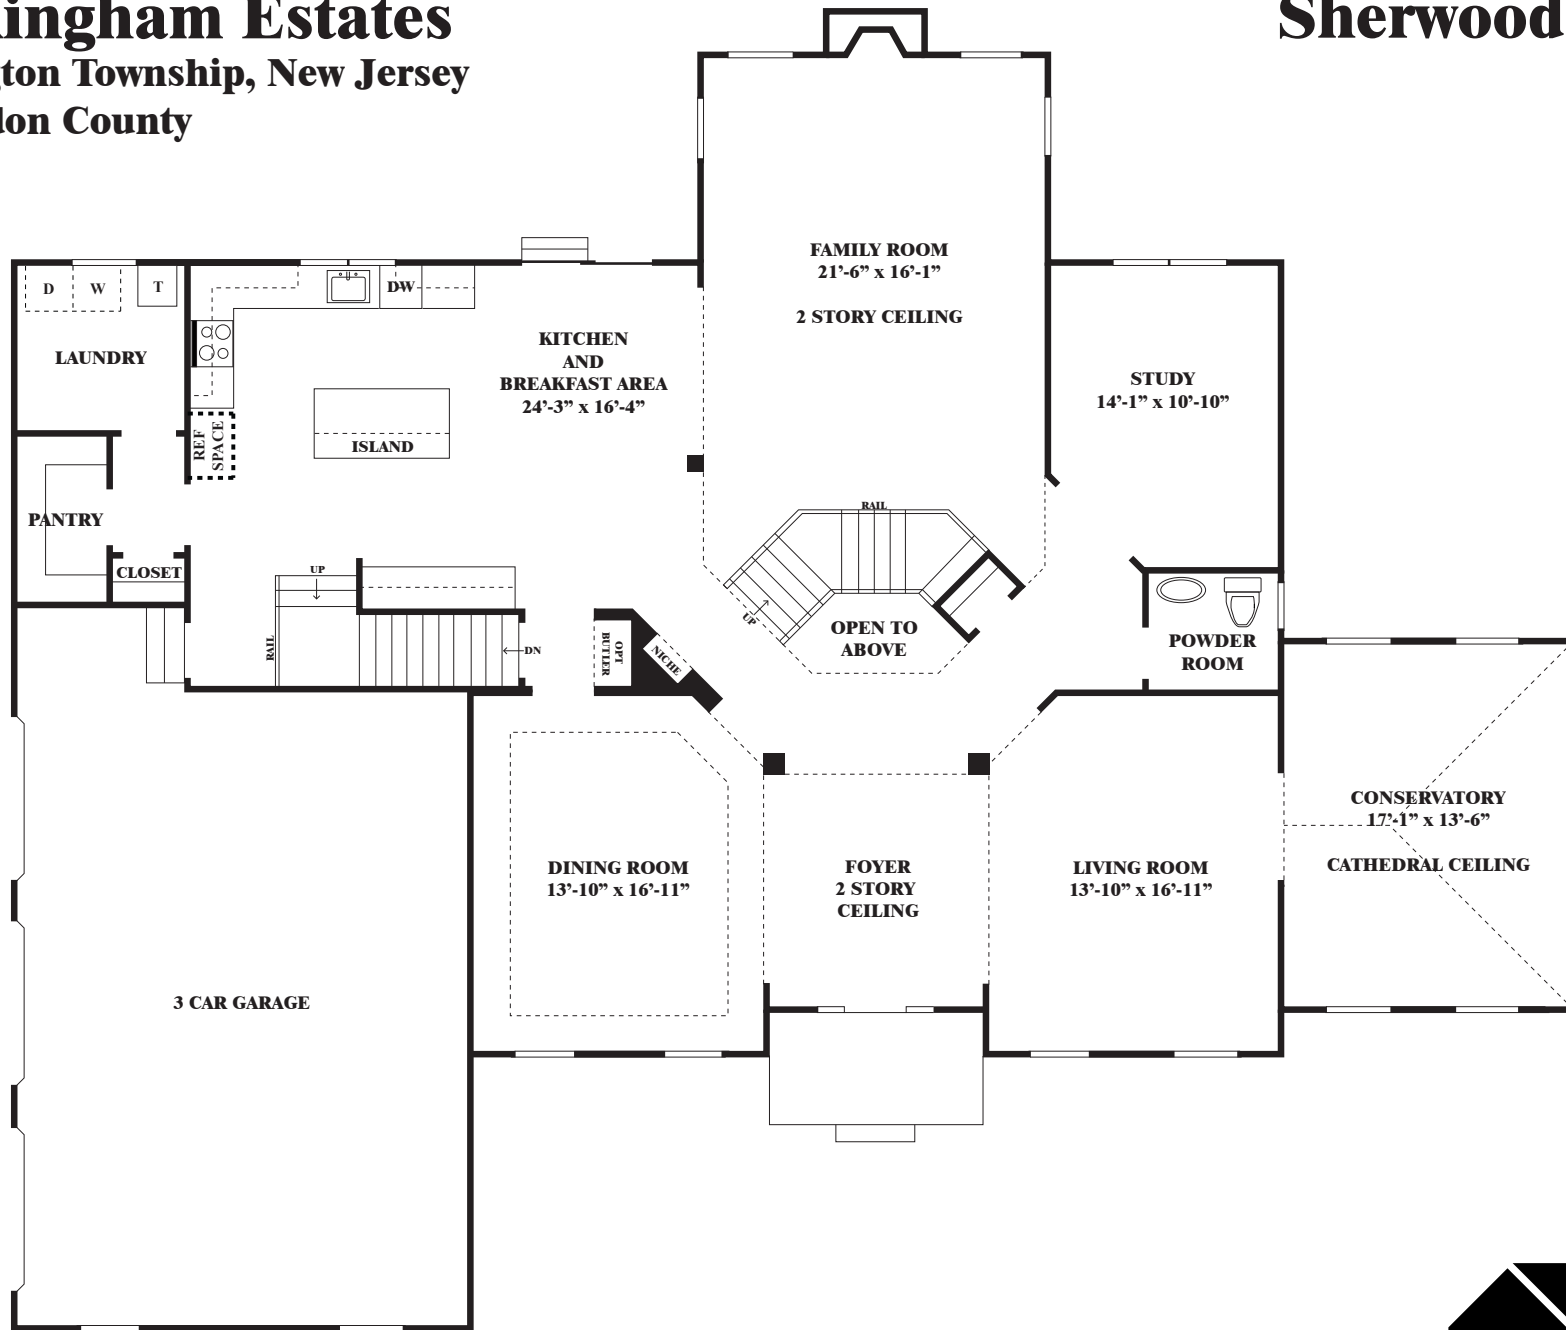 ingham Estates
Sherwood
ton Township, New Jersey
on County
FAMILY ROOM
21’-6” x 16’-1”
2 STORY CEILING
D
W
T
LAUNDRY
DW
KITCHEN
AND
BREAKFAST AREA
24’-3” x 16’-4”
STUDY
14’-1” x 10’-10”
REF
SPACE
ISLAND
PANTRY
CLOSET
UP
RAIL
DN
OPT
BUTLER
NICHE
RAIL
UP
OPEN TO
ABOVE
POWDER
ROOM
CONSERVATORY
17’-1” x 13’-6”
CATHEDRAL CEILING
DINING ROOM
13’-10” x 16’-11”
FOYER
2 STORY
CEILING
LIVING ROOM
13’-10” x 16’-11”
3 CAR GARAGE